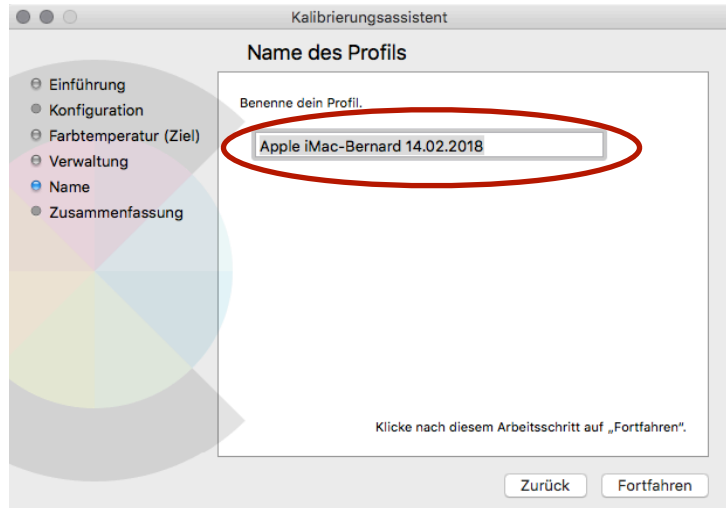 Kalibrierungsassistent
Name des Profils
Einführung
Konfiguration
Farbtemperatur (Ziel)
Verwaltung
Name
Zusammenfassung
Benenne dein Profil.
Apple iMac-Bernard 14.02.2018
Klicke nach diesem Arbeitsschritt auf „Fortfahren".
Zurück
Fortfahren